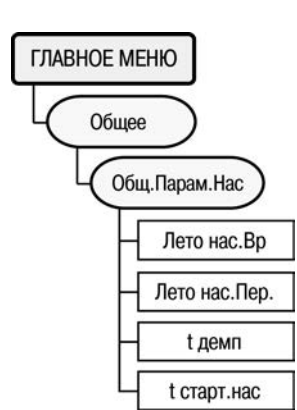 ГЛАВНОЕ МЕНЮ
Общее
Общ.Парам.Нас
Лето нас.Вр
Лето нас.Пер.
t демп
t старт.нас